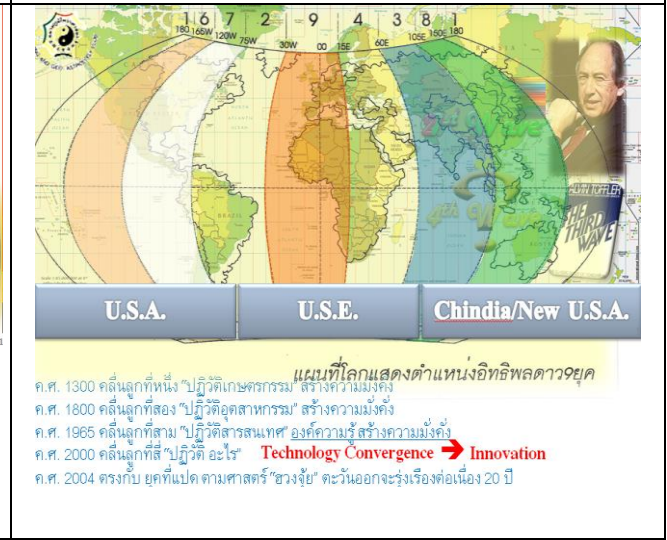 1 6 7 2 9 4 3 8 1
180 165W 120W 75W 30W 00 15E 60E 105E 150E 180
BRAZIL
3rd Wave
4th Wave
ALVIN TOFFLER
THE THIRD WAVE
U.S.A. U.S.E. Chindia/New U.S.A.
แผนที่โลกแสดงตำแหน่งอิทธิพลดาว9ยุค
ค.ศ. 1300 คลื่นลูกที่หนึ่ง "ปฏิวัติเกษตรกรรม" สร้างความมั่งคั่ง
ค.ศ. 1800 คลื่นลูกที่สอง "ปฏิวัติอุตสาหกรรม" สร้างความมั่งคั่ง
ค.ศ. 1965 คลื่นลูกที่สาม "ปฏิวัติสารสนเทศ" องค์ความรู้ สร้างความมั่งคั่ง
ค.ศ. 2000 คลื่นลูกที่สี่ "ปฏิวัติ อะไร" Technology Convergence ➔ Innovation
ค.ศ. 2004 ตรงกับ ยุคที่แปด ตามศาสตร์ "ฮวงจุ้ย" ตะวันออกจะรุ่งเรืองต่อเนื่อง 20 ปี